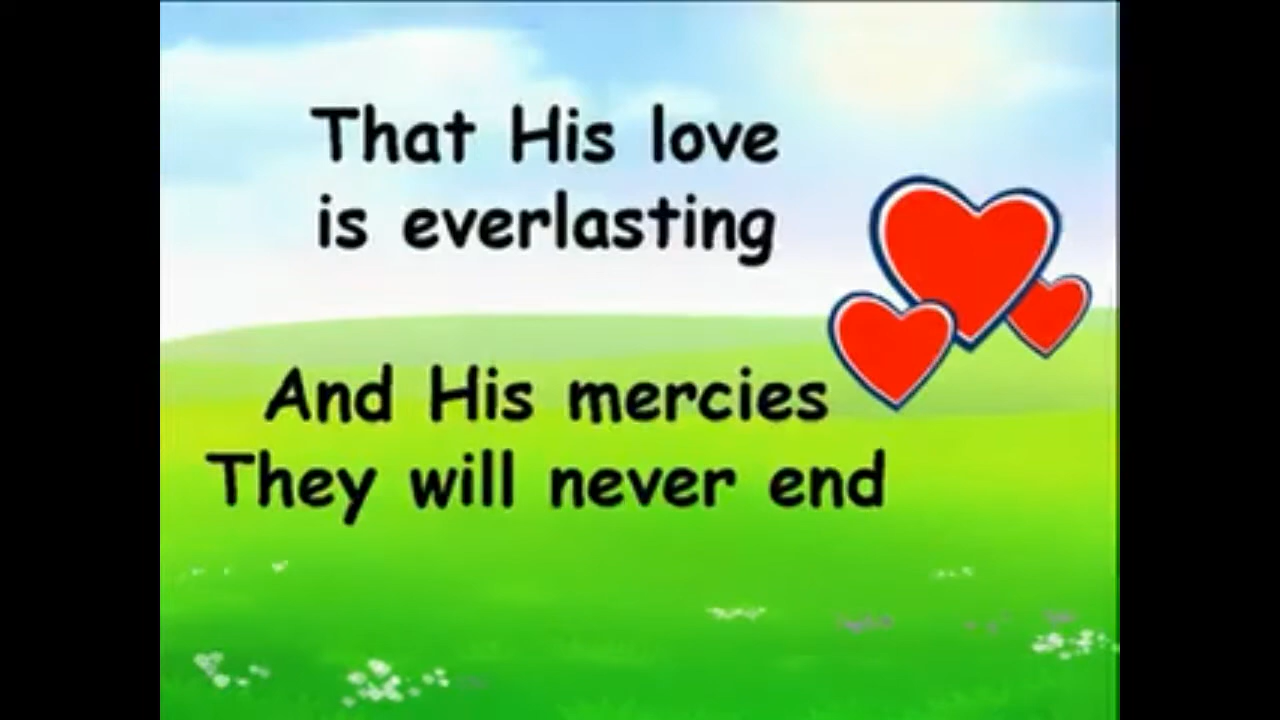 That His love
is everlasting
And His mercies
They will never end